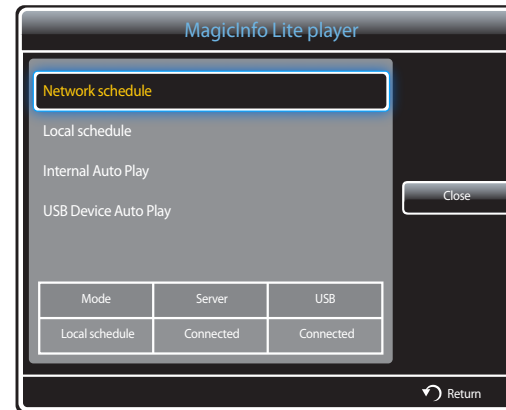 MagicInfo Lite player
Network schedule
Local schedule
Internal Auto Play
USB Device Auto Play
Close
Mode Server USB
Local schedule Connected Connected
Return